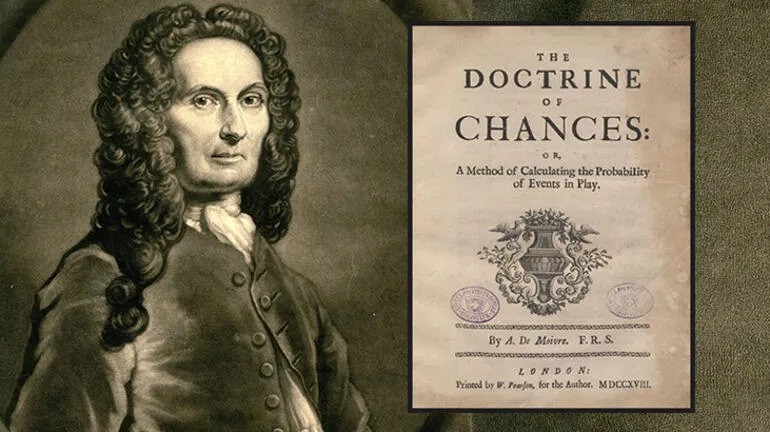 THE
DOCTRINE
OF
CHANCES:
OR,
A Method of Calculating the Probability
of Events in Play.
By A. De Moivre. F. R. S.
LONDON:
Printed by W. Pearson, for the Author. MDCCXVIII.